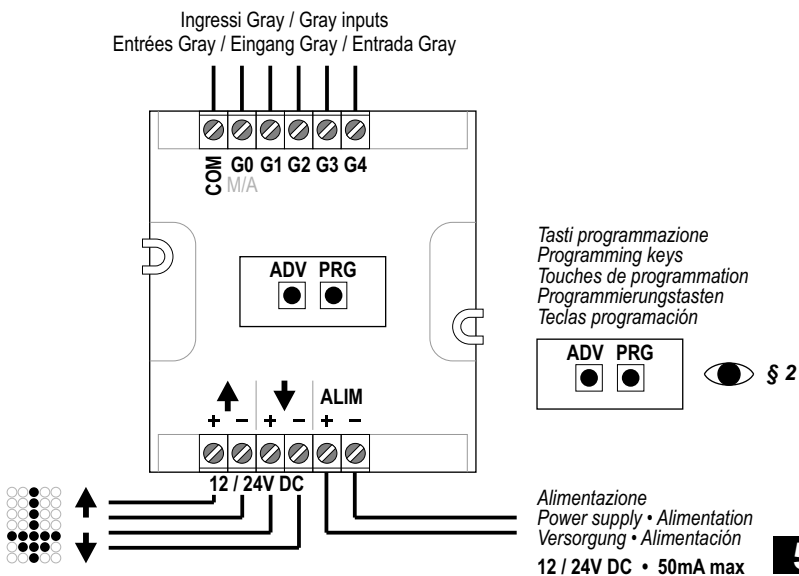 Ingressi Gray / Gray inputs
Entrées Gray / Eingang Gray / Entrada Gray
COM G0 G1 G2 G3 G4
M/A
ADV PRG
Tasti programmazione
Programming keys
Touches de programmation
Programmierungstasten
Teclas programación
ADV PRG
§ 2
ALIM
+ − + − + −
12 / 24V DC
Alimentazione
Power supply • Alimentation
Versorgung • Alimentación
12 / 24V DC • 50mA max
5